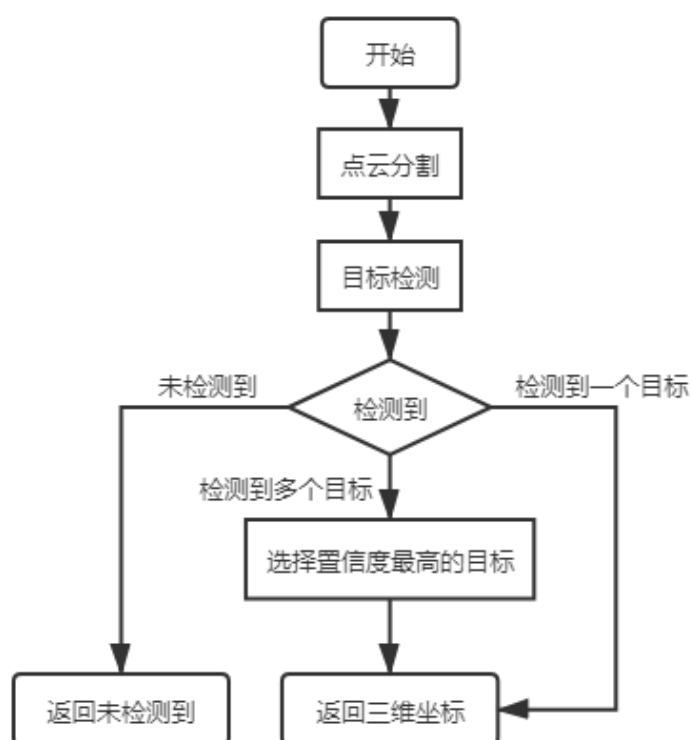 开始
点云分割
目标检测
未检测到
检测到
检测到一个目标
检测到多个目标
选择置信度最高的目标
返回未检测到
返回三维坐标